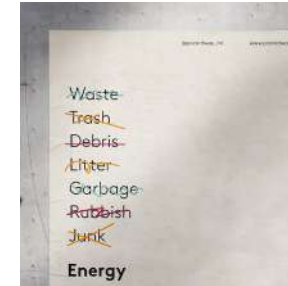 Waste
Trash
Debris
Litter
Garbage
Rubbish
Junk
Energy